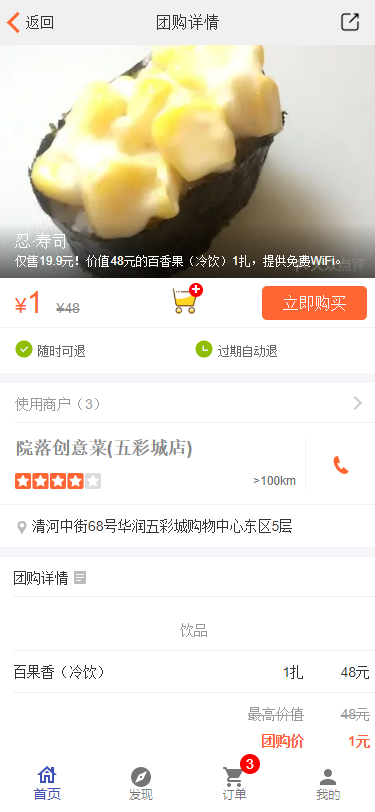 返回
团购详情
忍·寿司
仅售19.9元！价值48元的百香果（冷饮）1扎，提供免费WiFi。
¥1 ¥48
立即购买
随时可退
过期自动退
使用商户（3）
院落创意菜(五彩城店)
>100km
清河中街68号华润五彩城购物中心东区5层
团购详情
饮品
百果香（冷饮） 1扎 48元
最高价值 48元
团购价 1元
3
首页 发现 订单 我的